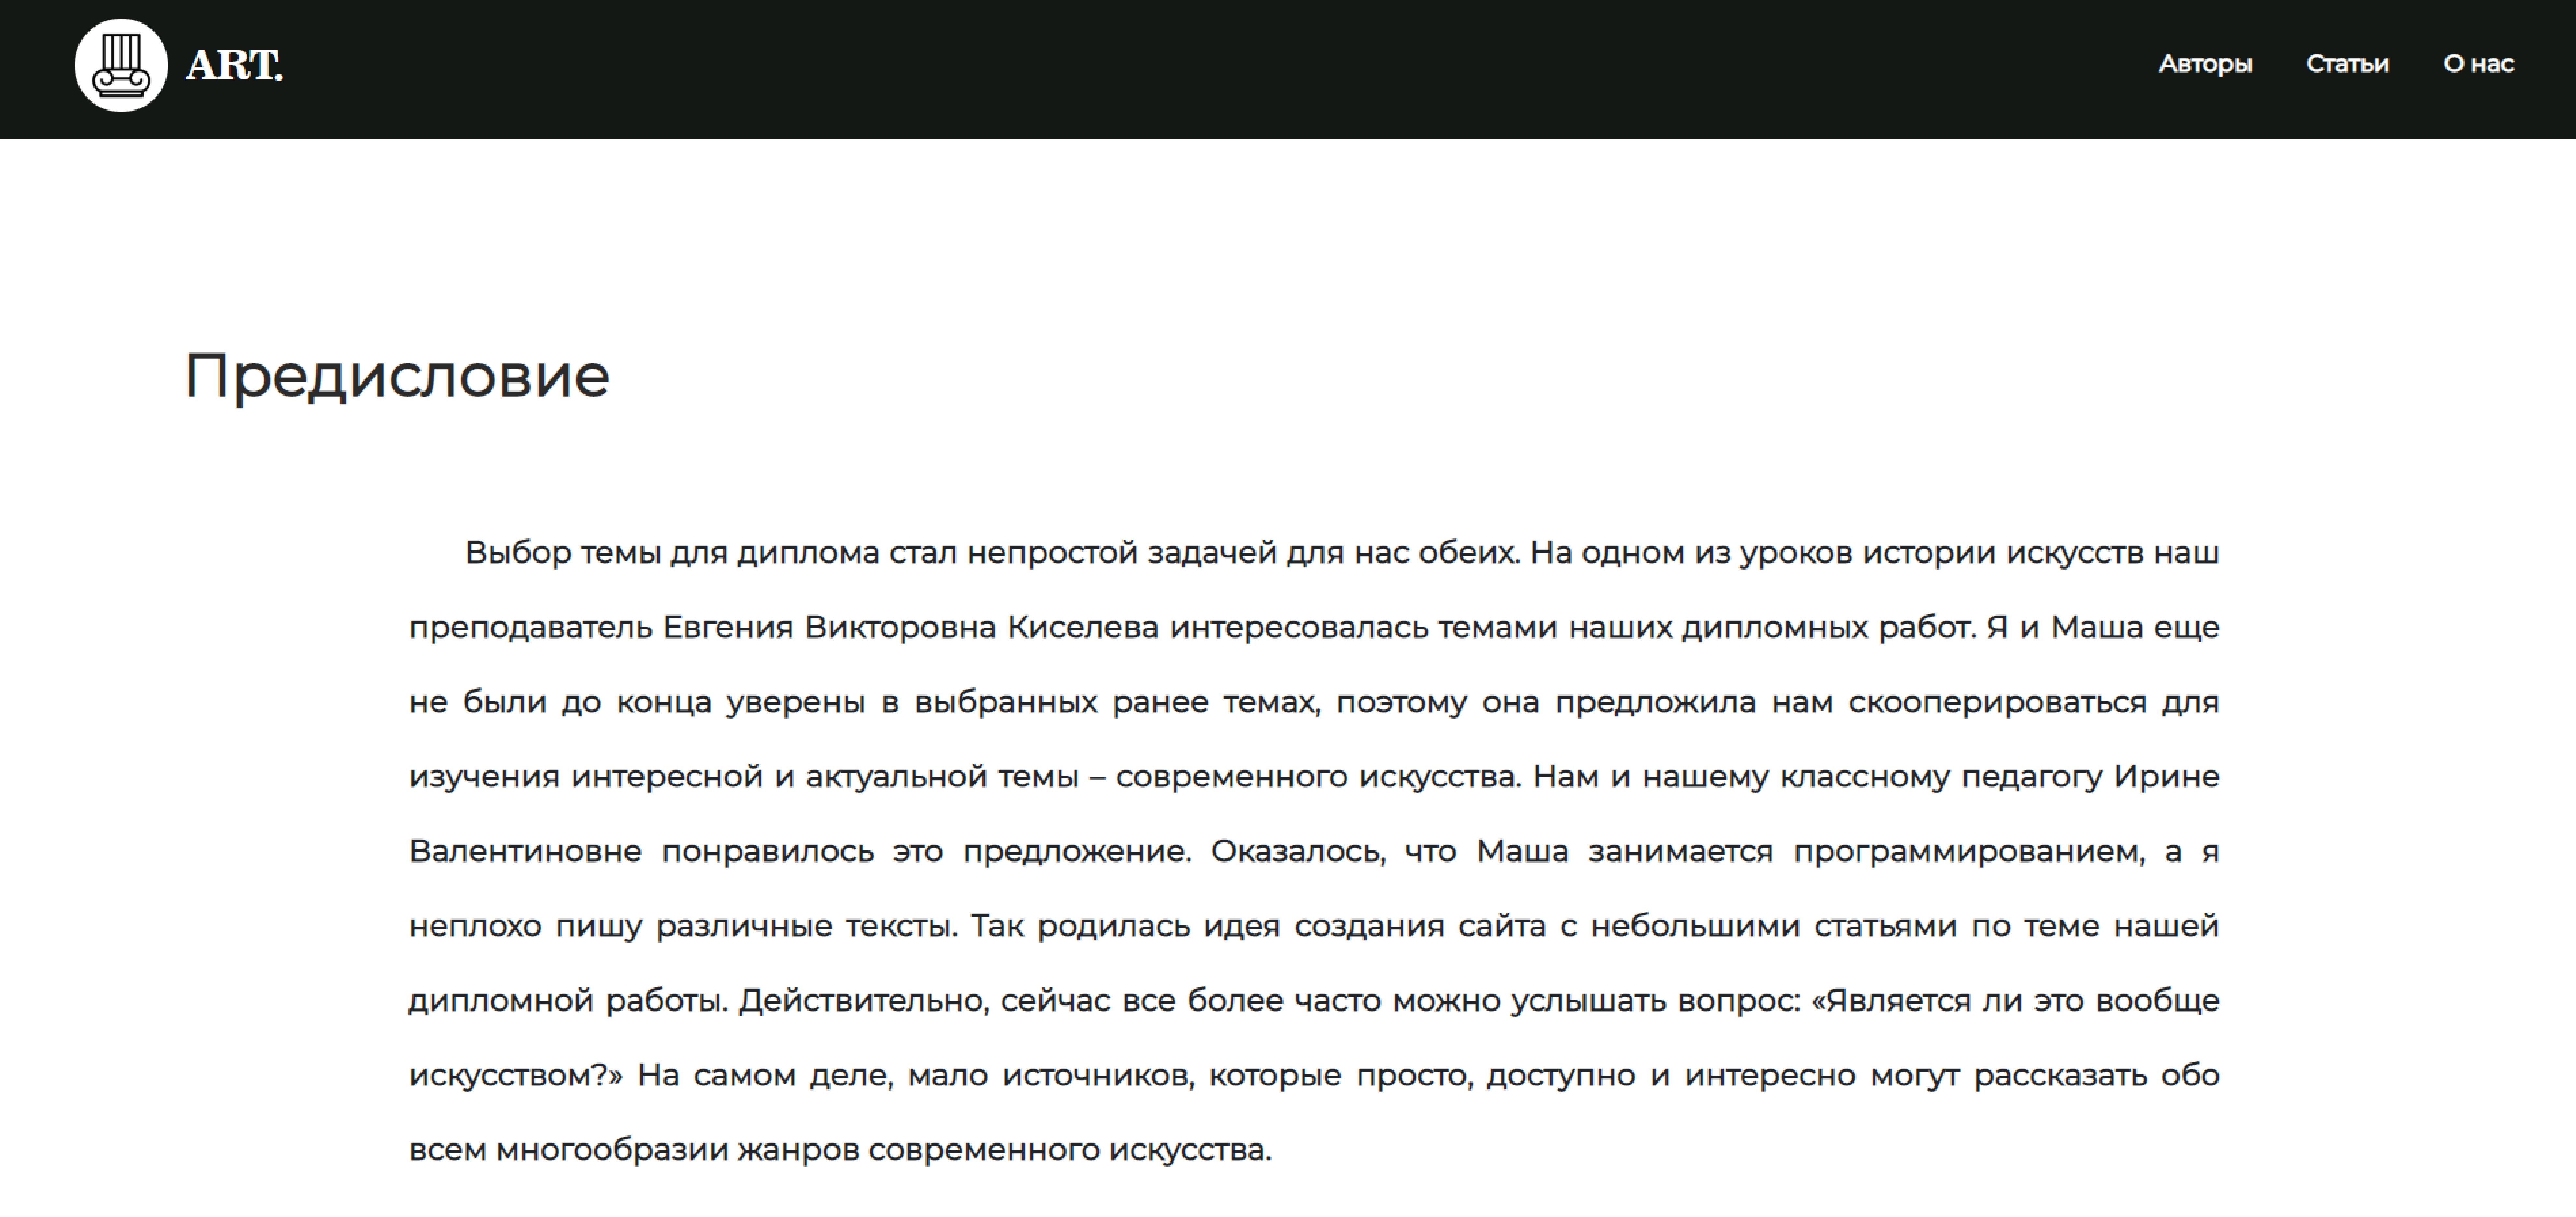 ART.
Авторы Статьи О нас
Предисловие
Выбор темы для диплома стал непростой задачей для нас обеих. На одном из уроков истории искусств наш
преподаватель Евгения Викторовна Киселева интересовалась темами наших дипломных работ. Я и Маша еще
не были до конца уверены в выбранных ранее темах, поэтому она предложила нам скооперироваться для
изучения интересной и актуальной темы – современного искусства. Нам и нашему классному педагогу Ирине
Валентиновне понравилось это предложение. Оказалось, что Маша занимается программированием, а я
неплохо пишу различные тексты. Так родилась идея создания сайта с небольшими статьями по теме нашей
дипломной работы. Действительно, сейчас все более часто можно услышать вопрос: «Является ли это вообще
искусством?» На самом деле, мало источников, которые просто, доступно и интересно могут рассказать обо
всем многообразии жанров современного искусства.